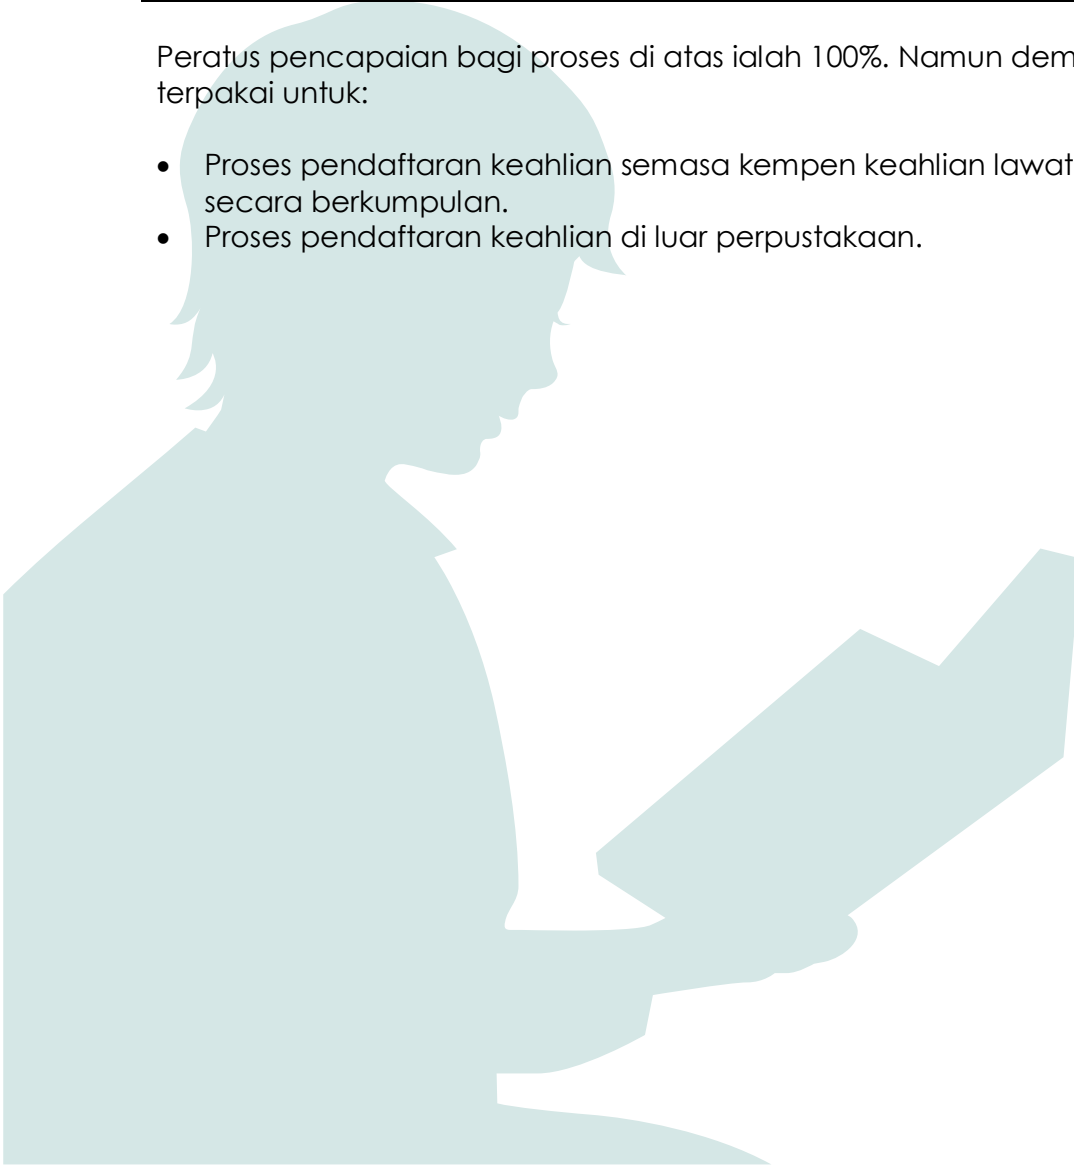 Peratus pencapaian bagi proses di atas ialah 100%. Namun dem
terpakai untuk:
• Proses pendaftaran keahlian semasa kempen keahlian lawat
secara berkumpulan.
• Proses pendaftaran keahlian di luar perpustakaan.